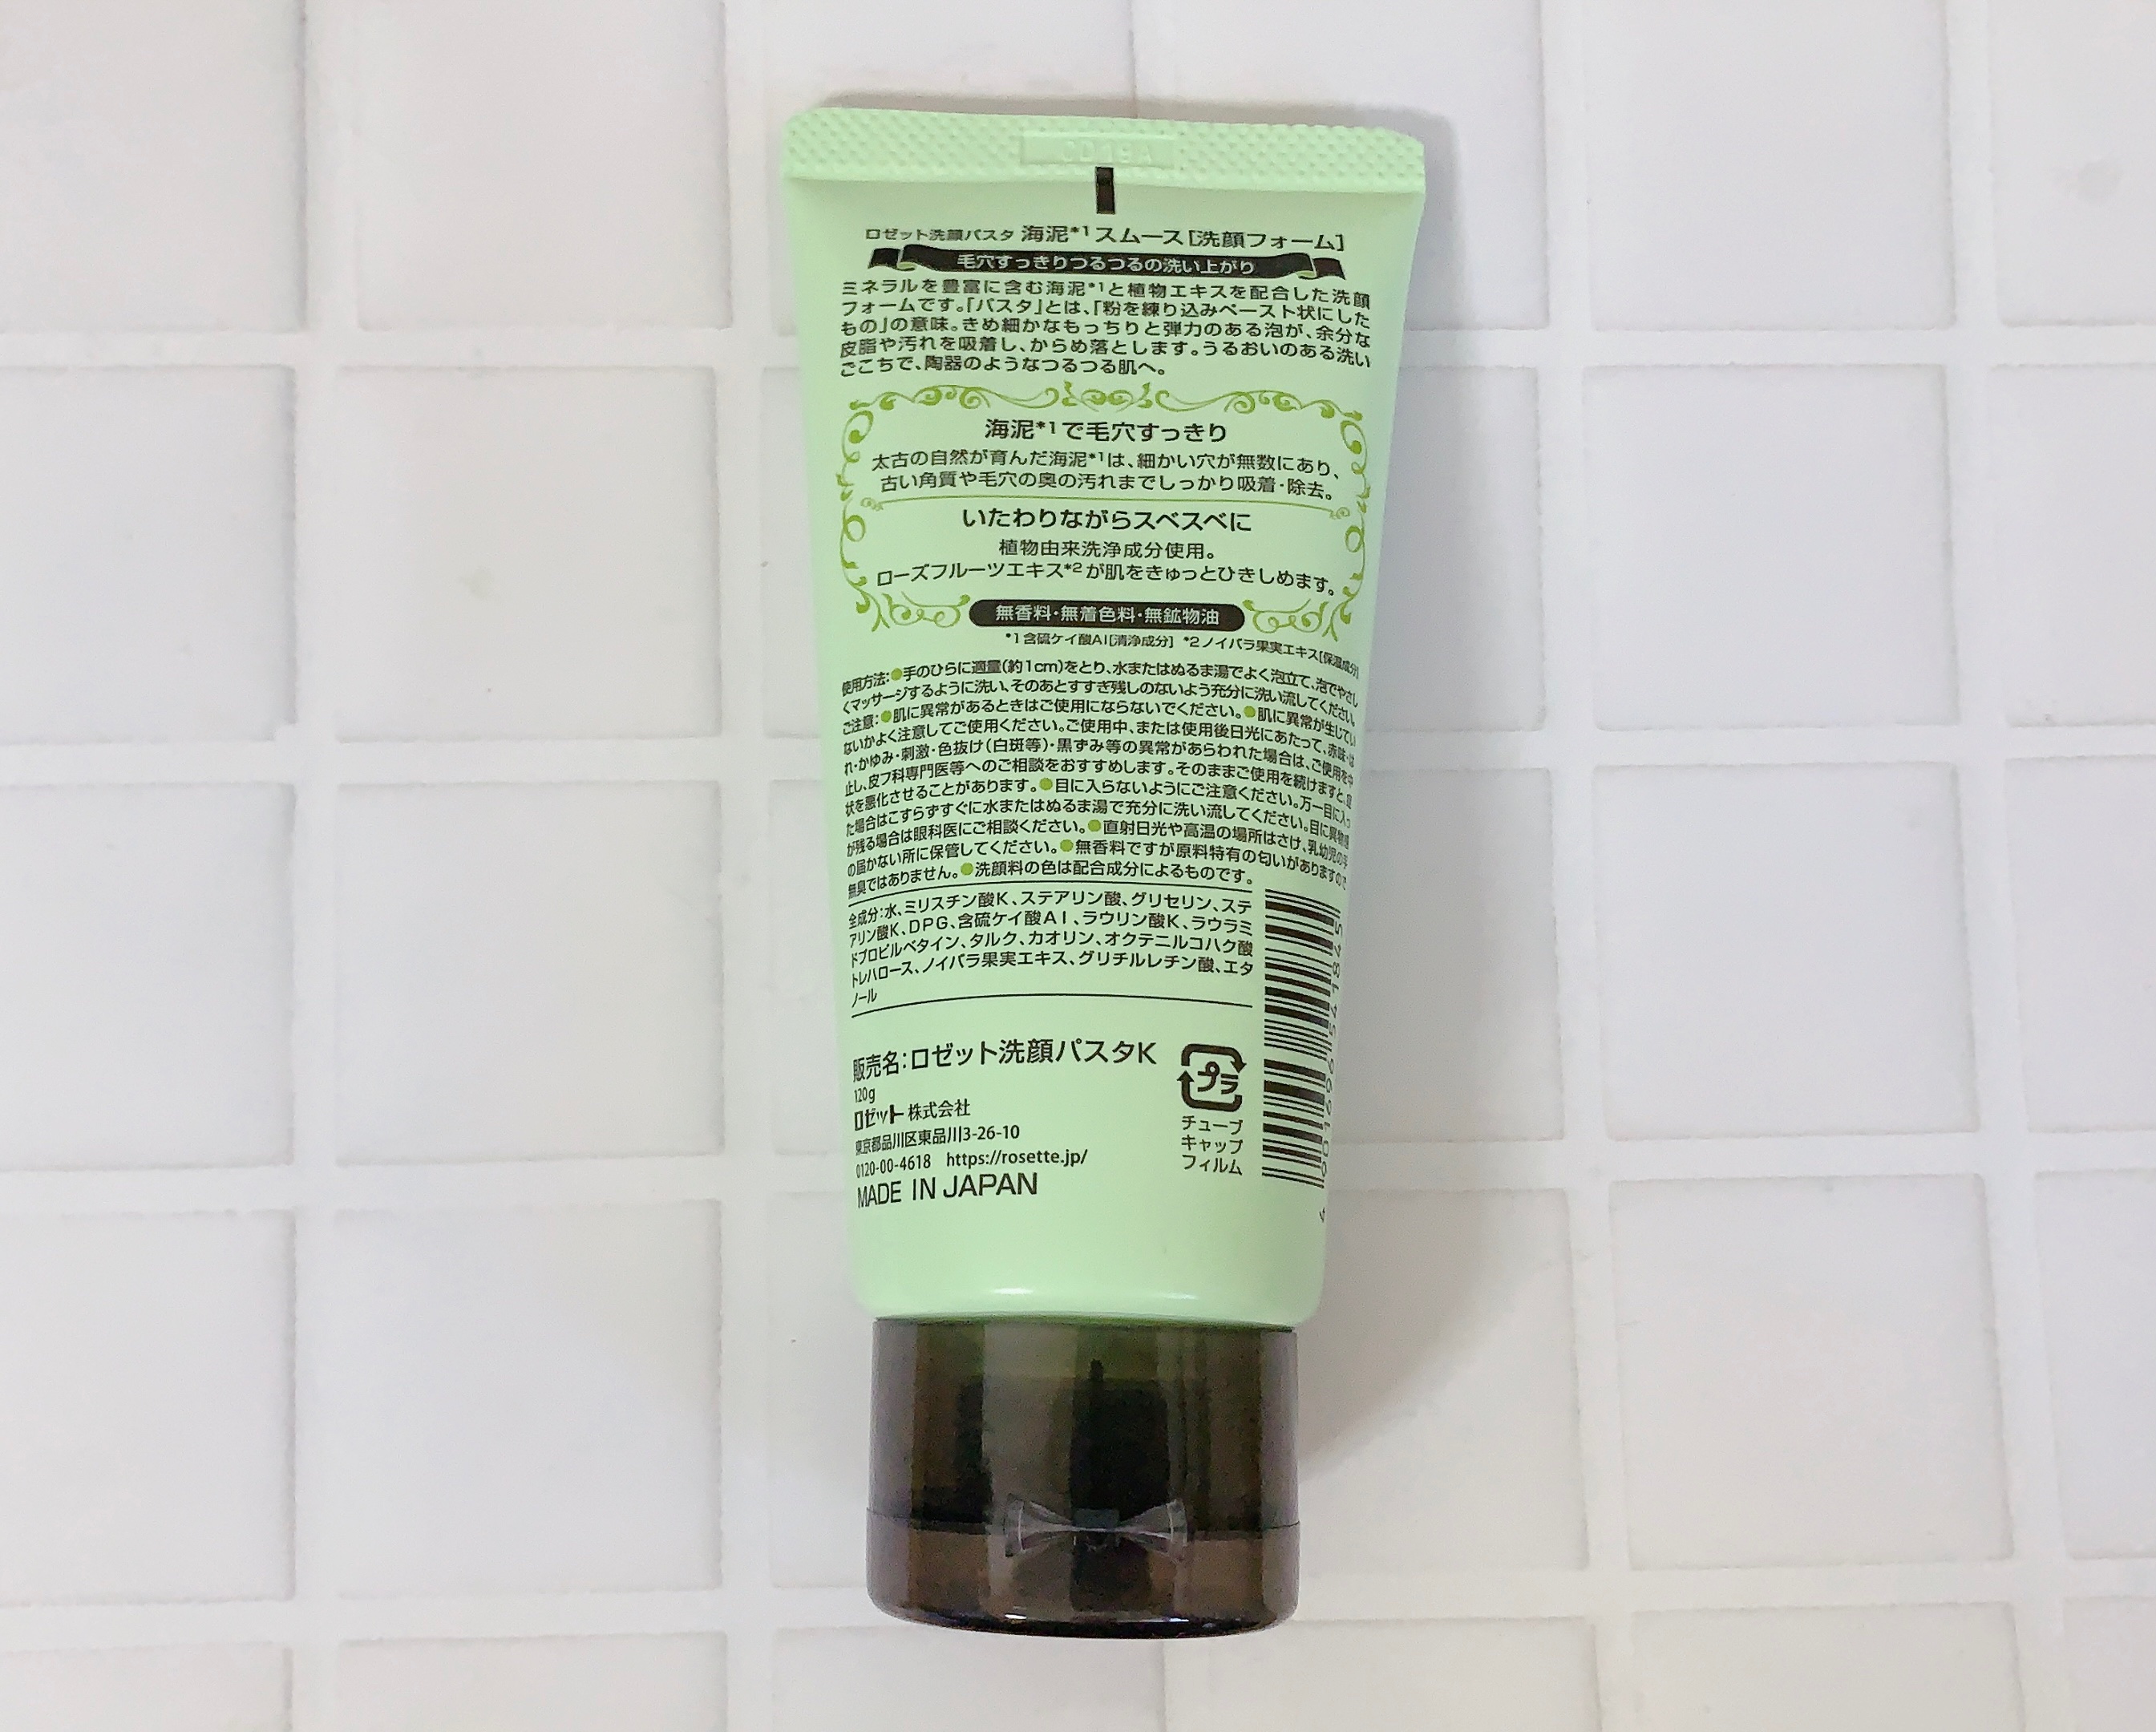 CD19A
ロゼット洗顔パスタ 海泥*1スムース[洗顔フォーム]
毛穴すっきりつるつるの洗い上がり
ミネラルを豊富に含む海泥*1と植物エキスを配合した洗顔
フォームです。「パスタ」とは、「粉を練り込みペースト状にした
もの」の意味。きめ細かなもっちりと弾力のある泡が、余分な
皮脂や汚れを吸着し、からめ落とします。うるおいのある洗い
ごこちで、陶器のようなつるつる肌へ。
海泥*1で毛穴すっきり
太古の自然が育んだ海泥*1は、細かい穴が無数にあり、
古い角質や毛穴の奥の汚れまでしっかり吸着・除去。
いたわりながらスベスベに
植物由来洗浄成分使用。
ローズフルーツエキス*2が肌をきゅっとひきしめます。
無香料・無着色料・無鉱物油
*1含硫ケイ酸Al[清浄成分] *2ノイバラ果実エキス[保湿成分]
使用方法:●手のひらに適量(約1cm)をとり、水またはぬるま湯でよく泡立て、泡でやさし
くマッサージするように洗い、そのあとすすぎ残しのないよう充分に洗い流してください。
ご注意:●肌に異常があるときはご使用にならないでください。●肌に異常が生じてい
ないかよく注意してご使用ください。ご使用中、または使用後日光にあたって、赤味・は
れ・かゆみ・刺激・色抜け(白斑等)・黒ずみ等の異常があらわれた場合は、ご使用を中
止し、皮フ科専門医等へのご相談をおすすめします。そのままご使用を続けますと、症
状を悪化させることがあります。●目に入らないようにご注意ください。万一目に入っ
た場合はこすらずすぐに水またはぬるま湯で充分に洗い流してください。目に異物感
が残る場合は眼科医にご相談ください。●直射日光や高温の場所はさけ、乳幼児の手
の届かない所に保管してください。●無香料ですが原料特有の匂いがありますので
無臭ではありません。●洗顔料の色は配合成分によるものです。
全成分:水、ミリスチン酸K、ステアリン酸、グリセリン、ステ
アリン酸K、DPG、含硫ケイ酸Al、ラウリン酸K、ラウラミ
ドプロピルベタイン、タルク、カオリン、オクテニルコハク酸
トレハロース、ノイバラ果実エキス、グリチルレチン酸、エタ
ノール
販売名:ロゼット洗顔パスタK
120g
ロゼット株式会社
東京都品川区東品川3-26-10
0120-00-4618 https://rosette.jp/
MADE IN JAPAN
プラ
チューブ
キャップ
フィルム